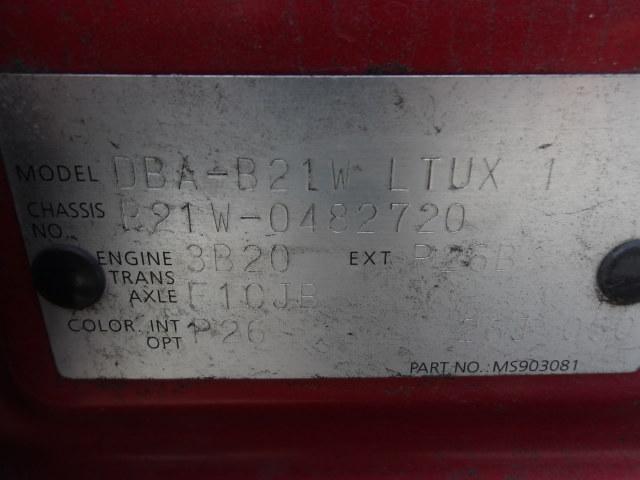 MODEL DBA-B21W LTUX 1
CHASSIS NO. B21W-0482720
ENGINE 3B20 EXT P26B
TRANS AXLE F1CJB
COLOR, INT OPT P26
PART NO.: MS903081